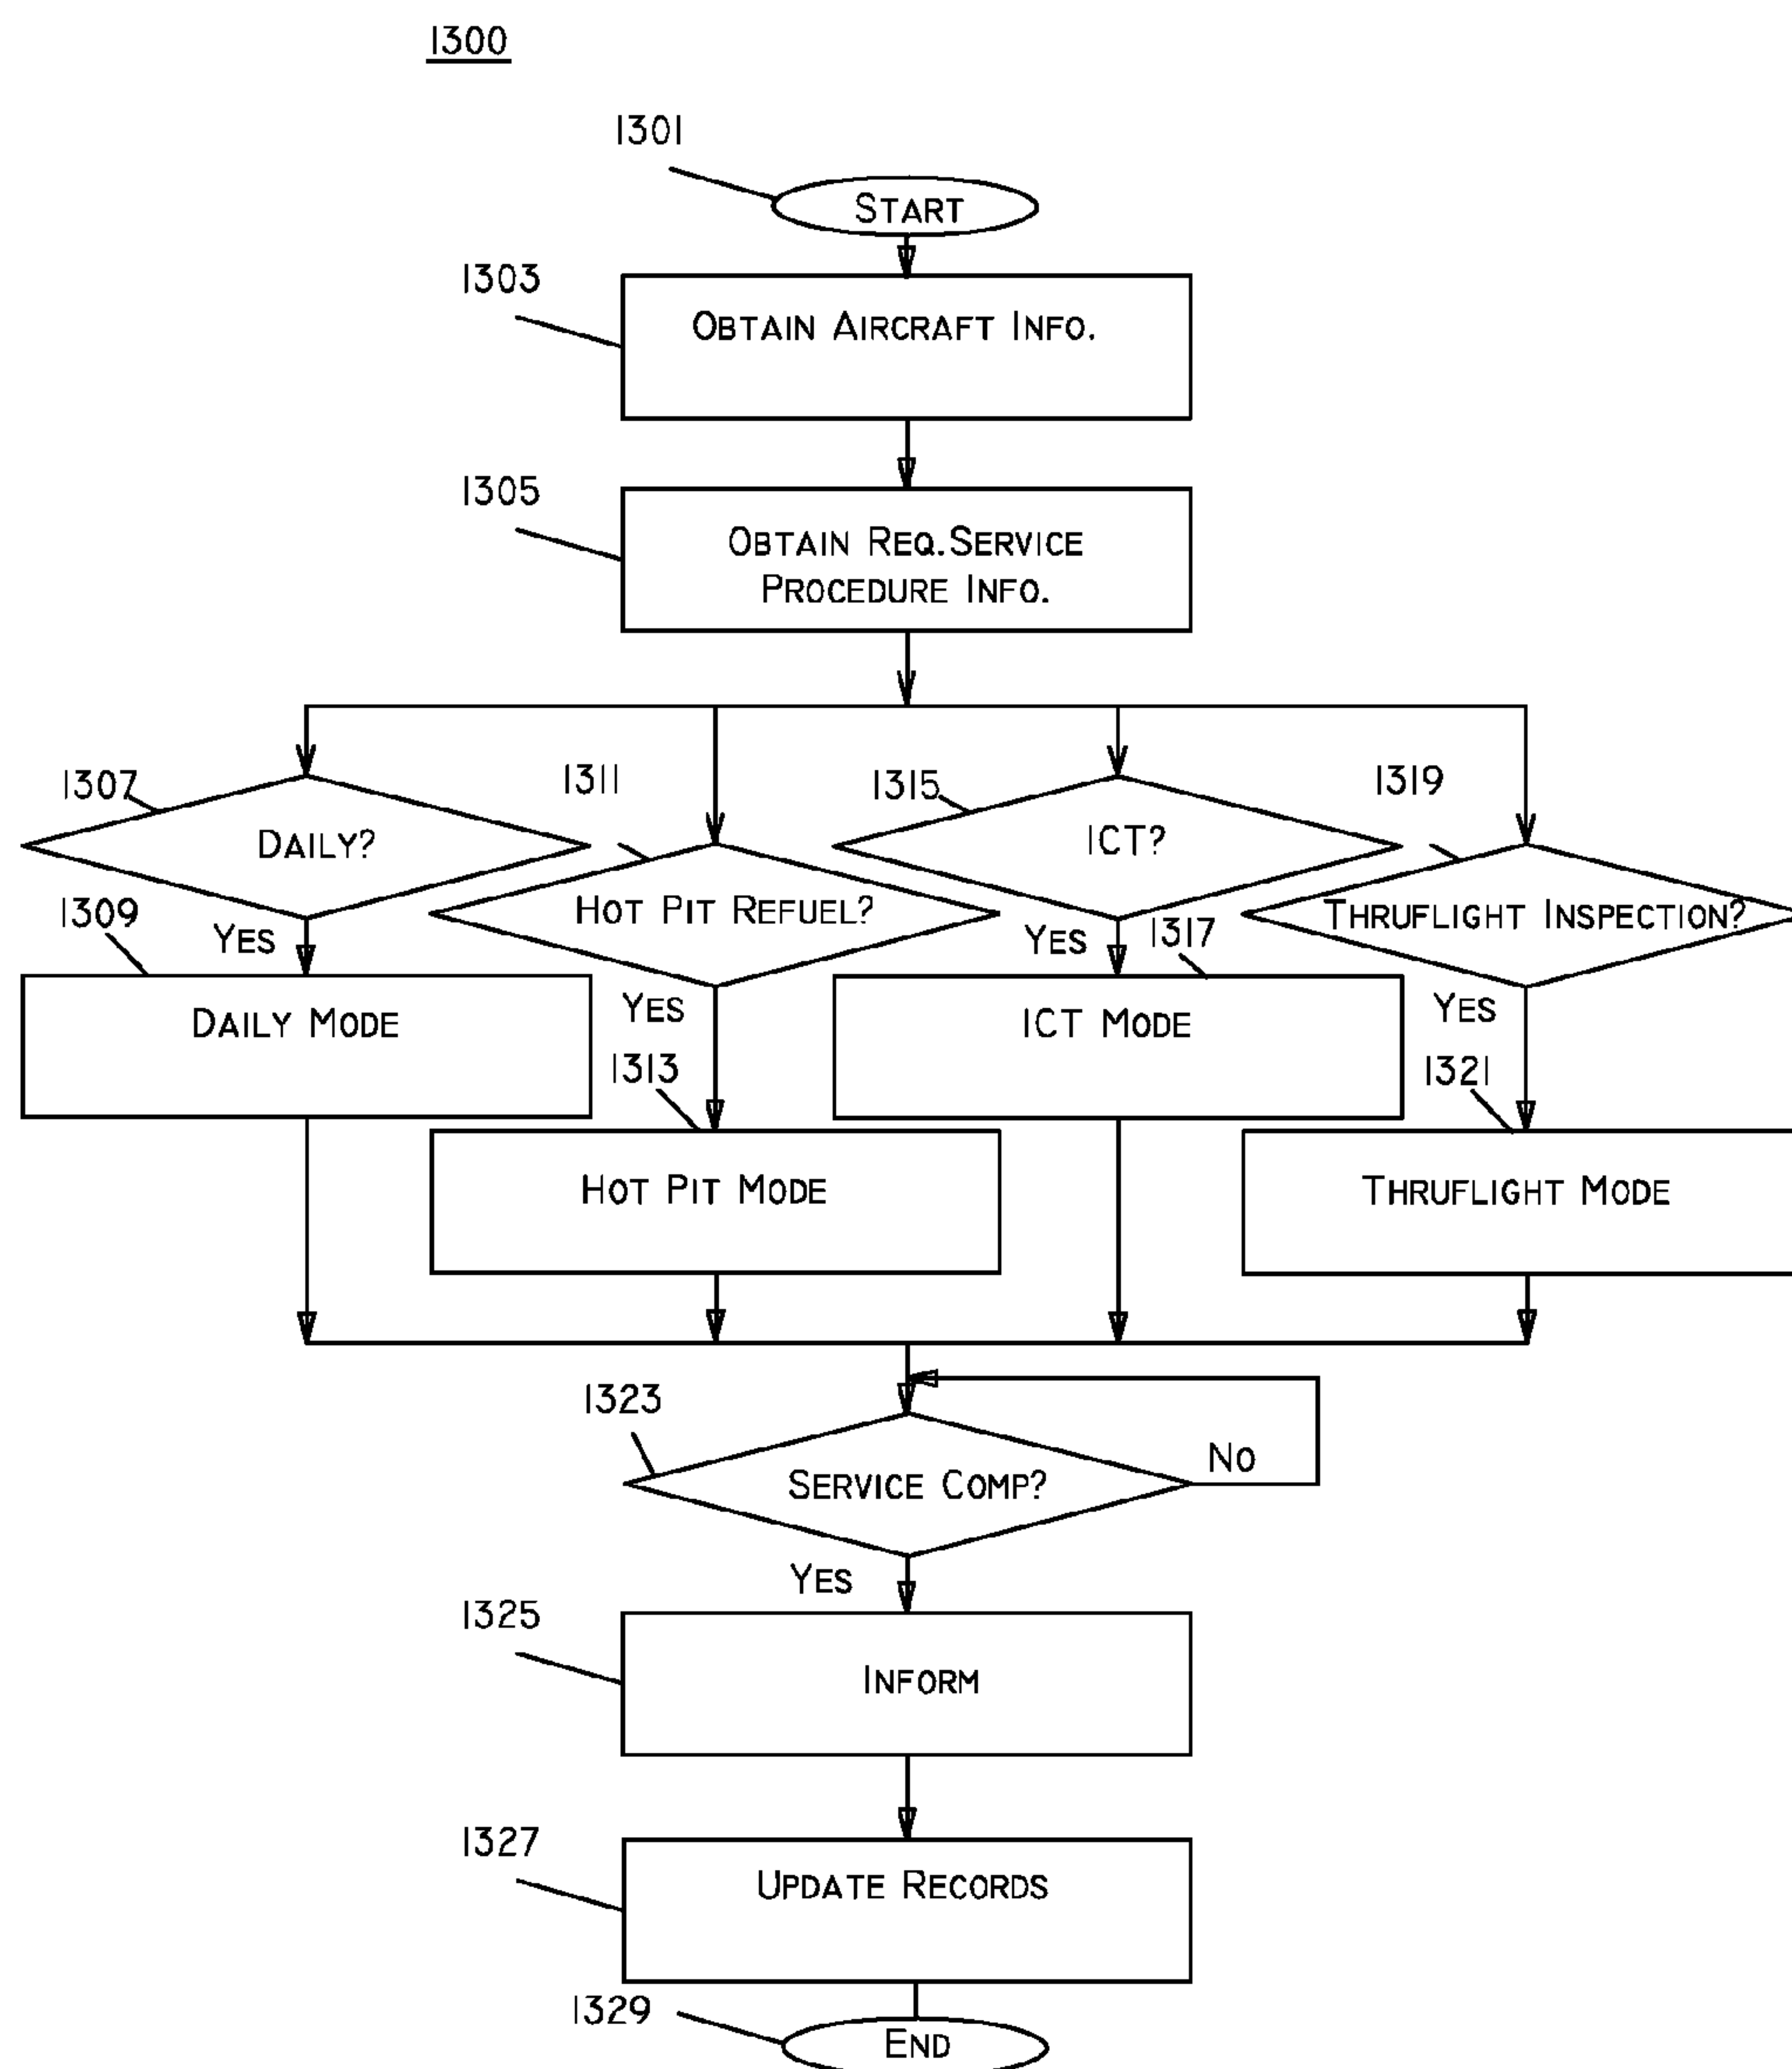 1300
1301
START
1303
OBTAIN AIRCRAFT INFO.
1305
OBTAIN REQ.SERVICE
PROCEDURE INFO.
1307
DAILY?
1311
HOT PIT REFUEL?
1315
ICT?
1319
THRUFLIGHT INSPECTION?
1309
YES
DAILY MODE
YES
1313
HOT PIT MODE
YES
1317
ICT MODE
YES
1321
THRUFLIGHT MODE
1323
SERVICE COMP?
NO
YES
1325
INFORM
1327
UPDATE RECORDS
1329
END